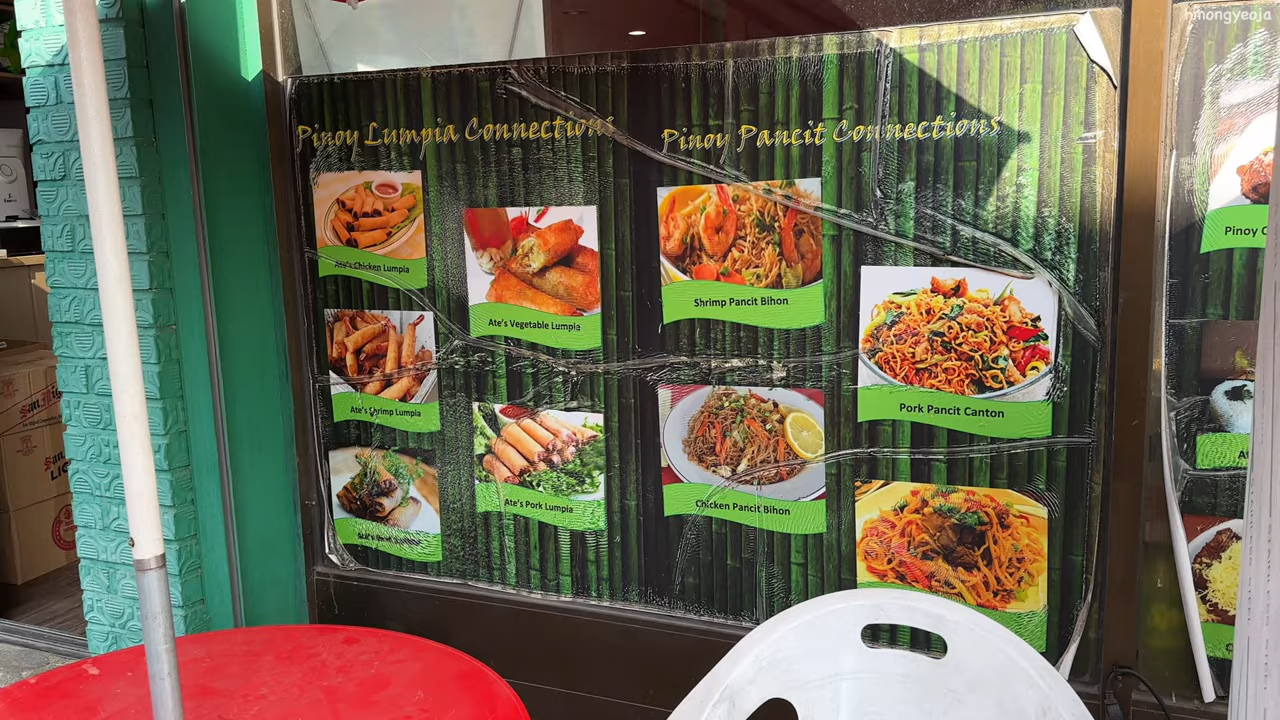 hmongyeoja
Pinoy Lumpia Connections
Pinoy Pancit Connections
Ate's Chicken Lumpia
Ate's Vegetable Lumpia
Ate's Shrimp Lumpia
Ate's Pork Lumpia
Shrimp Pancit Bihon
Pork Pancit Canton
Chicken Pancit Bihon
Pinoy C